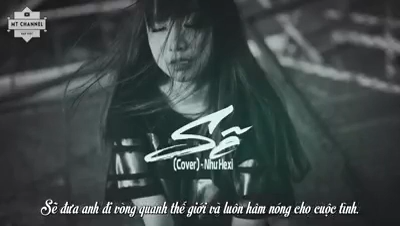 MT CHANNEL
Sẽ
(Cover) - Như Hexi
Sẽ đưa anh đi vòng quanh thế giới và luôn hâm nóng cho cuộc tình.